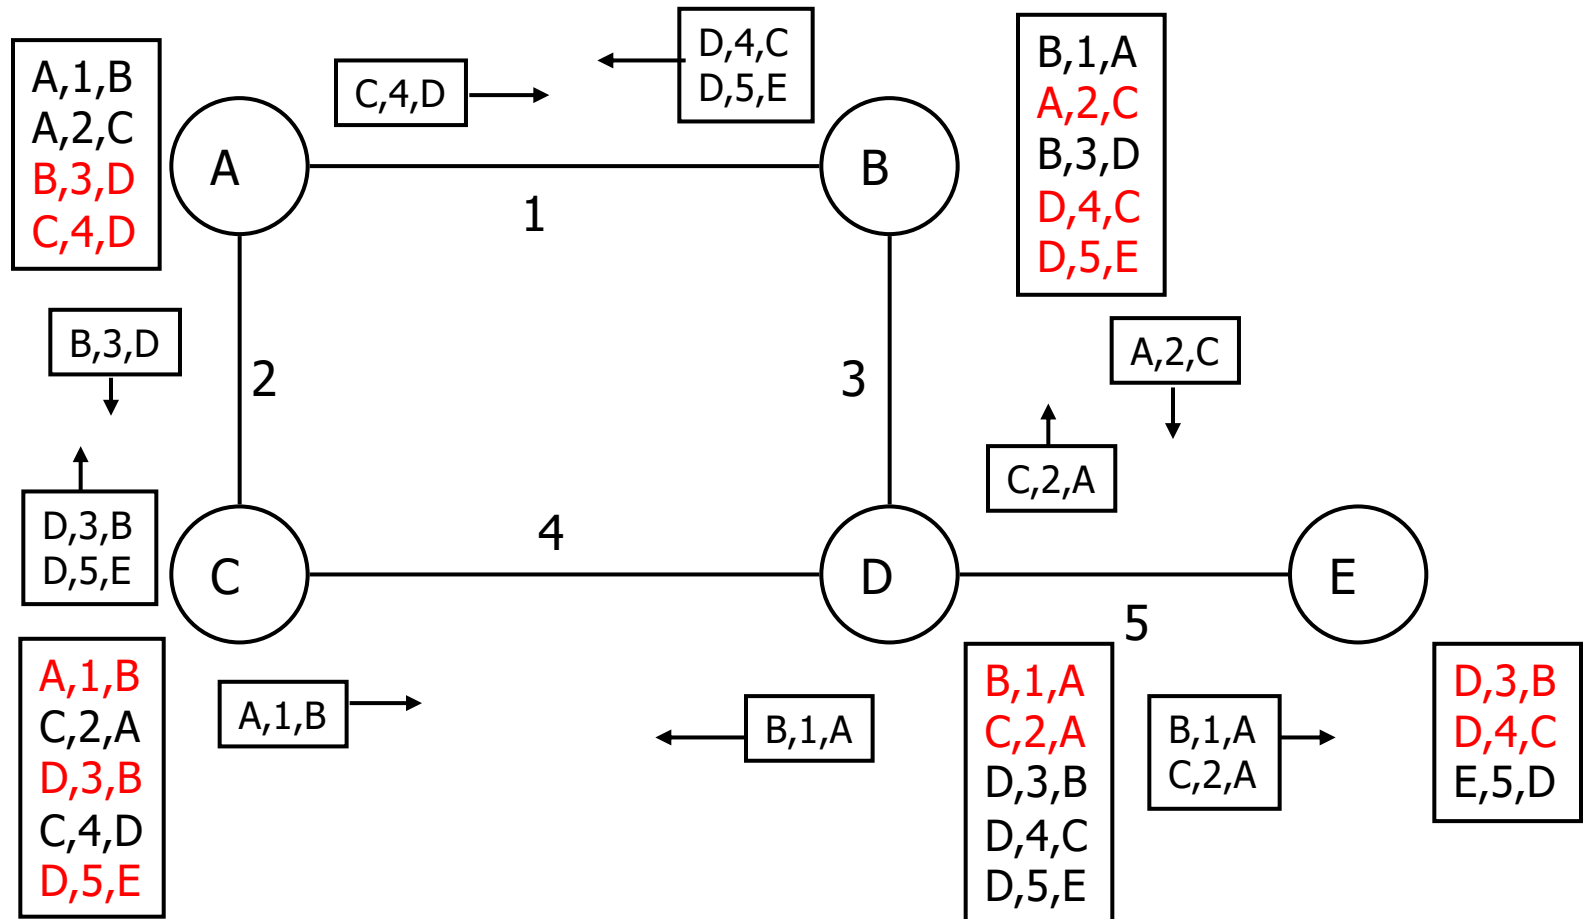 A,1,B
A,2,C
B,3,D
C,4,D
C,4,D
D,4,C
D,5,E
B,1,A
A,2,C
B,3,D
D,4,C
D,5,E
A
B
1
B,3,D
2
3
A,2,C
C,2,A
D,3,B
D,5,E
C
4
D
E
5
A,1,B
C,2,A
D,3,B
C,4,D
D,5,E
A,1,B
B,1,A
B,1,A
C,2,A
D,3,B
D,4,C
D,5,E
B,1,A
C,2,A
D,3,B
D,4,C
E,5,D